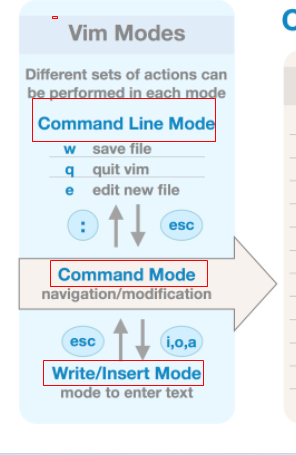 Vim Modes
Different sets of actions can
be performed in each mode
Command Line Mode
w save file
q quit vim
e edit new file
: esc
Command Mode
navigation/modification
esc i,o,a
Write/Insert Mode
mode to enter text